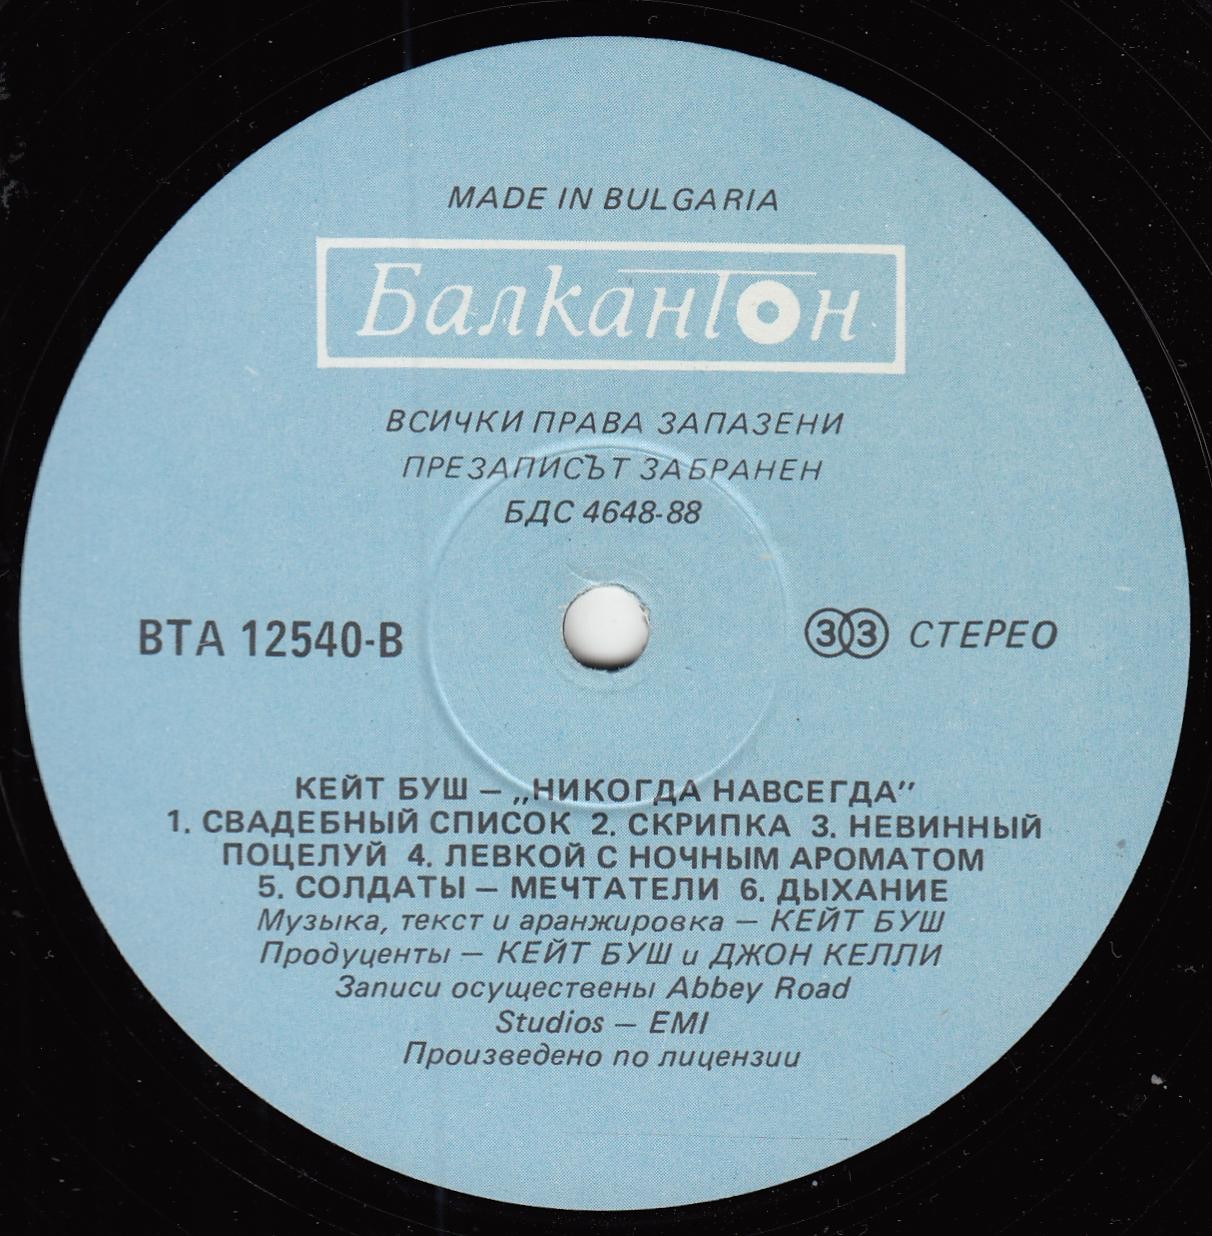 MADE IN BULGARIA
Балкантон
ВСИЧКИ ПРАВА ЗАПАЗЕНИ
ПРЕЗАПИСЪТ ЗАБРАНЕН
БДС 4648-88
ВТА 12540-В
33 СТЕРЕО
КЕЙТ БУШ – „НИКОГДА НАВСЕГДА”
1. СВАДЕБНЫЙ СПИСОК 2. СКРИПКА 3. НЕВИННЫЙ
ПОЦЕЛУЙ 4. ЛЕВКОЙ С НОЧНЫМ АРОМАТОМ
5. СОЛДАТЫ – МЕЧТАТЕЛИ 6. ДЫХАНИЕ
Музыка, текст и аранжировка – КЕЙТ БУШ
Продуценты – КЕЙТ БУШ и ДЖОН КЕЛЛИ
Записи осуществены Abbey Road
Studios – EMI
Произведено по лицензии